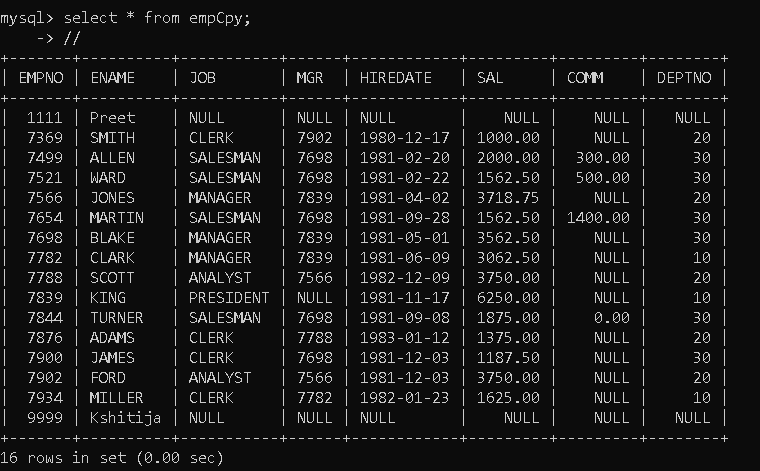 mysql> select * from empCpy;
    -> //
+-------+----------+-----------+------+------------+---------+---------+--------+
| EMPNO | ENAME    | JOB       | MGR  | HIREDATE   | SAL     | COMM    | DEPTNO |
+-------+----------+-----------+------+------------+---------+---------+--------+
|  1111 | Preet    | NULL      | NULL | NULL       |    NULL |    NULL |   NULL |
|  7369 | SMITH    | CLERK     | 7902 | 1980-12-17 | 1000.00 |    NULL |     20 |
|  7499 | ALLEN    | SALESMAN  | 7698 | 1981-02-20 | 2000.00 |  300.00 |     30 |
|  7521 | WARD     | SALESMAN  | 7698 | 1981-02-22 | 1562.50 |  500.00 |     30 |
|  7566 | JONES    | MANAGER   | 7839 | 1981-04-02 | 3718.75 |    NULL |     20 |
|  7654 | MARTIN   | SALESMAN  | 7698 | 1981-09-28 | 1562.50 | 1400.00 |     30 |
|  7698 | BLAKE    | MANAGER   | 7839 | 1981-05-01 | 3562.50 |    NULL |     30 |
|  7782 | CLARK    | MANAGER   | 7839 | 1981-06-09 | 3062.50 |    NULL |     10 |
|  7788 | SCOTT    | ANALYST   | 7566 | 1982-12-09 | 3750.00 |    NULL |     20 |
|  7839 | KING     | PRESIDENT | NULL | 1981-11-17 | 6250.00 |    NULL |     10 |
|  7844 | TURNER   | SALESMAN  | 7698 | 1981-09-08 | 1875.00 |    0.00 |     30 |
|  7876 | ADAMS    | CLERK     | 7788 | 1983-01-12 | 1375.00 |    NULL |     20 |
|  7900 | JAMES    | CLERK     | 7698 | 1981-12-03 | 1187.50 |    NULL |     30 |
|  7902 | FORD     | ANALYST   | 7566 | 1981-12-03 | 3750.00 |    NULL |     20 |
|  7934 | MILLER   | CLERK     | 7782 | 1982-01-23 | 1625.00 |    NULL |     10 |
|  9999 | Kshitija | NULL      | NULL | NULL       |    NULL |    NULL |   NULL |
+-------+----------+-----------+------+------------+---------+---------+--------+
16 rows in set (0.00 sec)